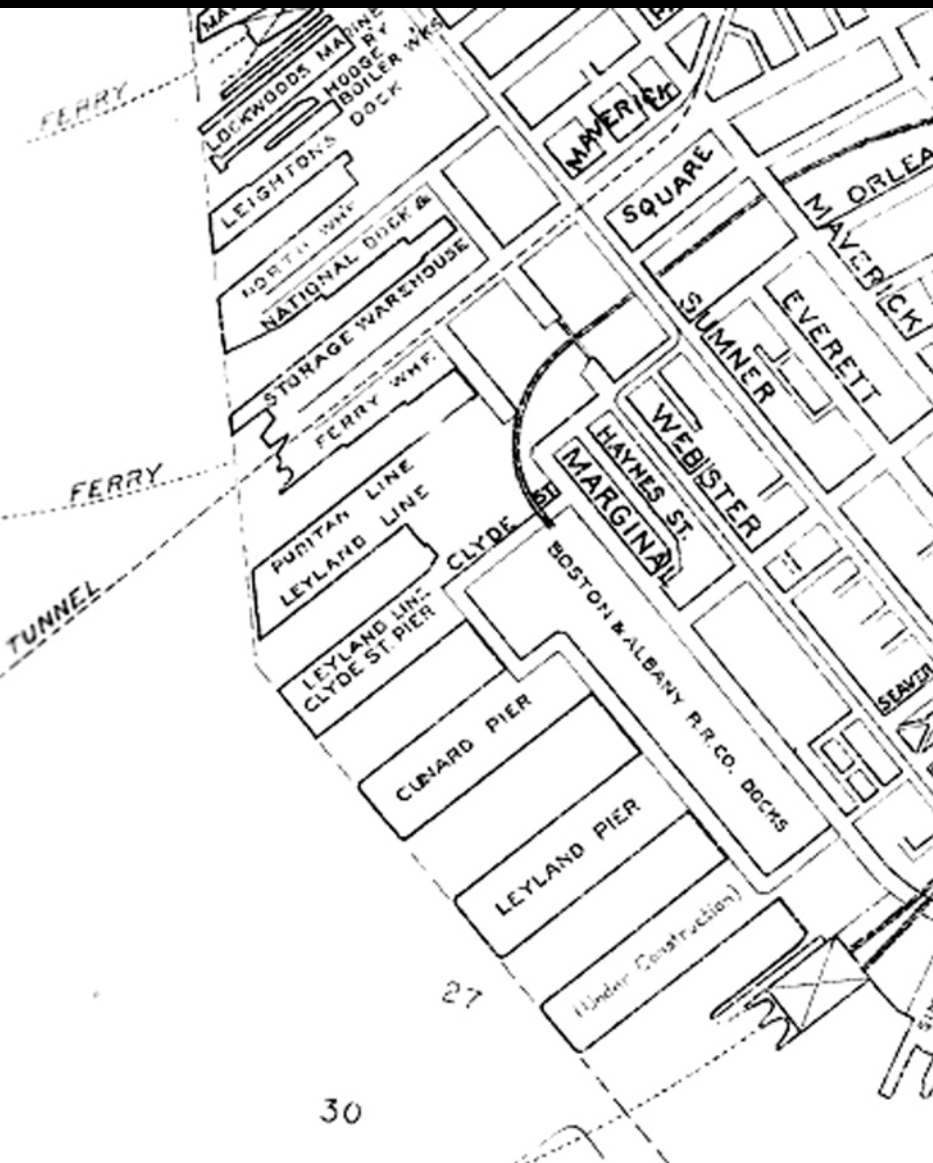 FERRY
LOCKWOODS MARINE
RY
HODGE
BOILER WKS
DOCK
LEIGHTONS
NORTH WHF.
NATIONAL DOCK &
STORAGE WAREHOUSE
FERRY WHF.
FERRY
TUNNEL
PURITAN LINE
LEYLAND LINE
CLYDE ST.
LEYLAND LINE
CLYDE ST. PIER
CUNARD PIER
LEYLAND PIER
(Under Construction)
BOSTON & ALBANY R.R. CO. DOCKS
MARGINAL
HAYNES ST.
WEBSTER
SUMNER
EVERETT
MAVERICK
SQUARE
MAVERICK
ORLEA
SEAVER
27
30